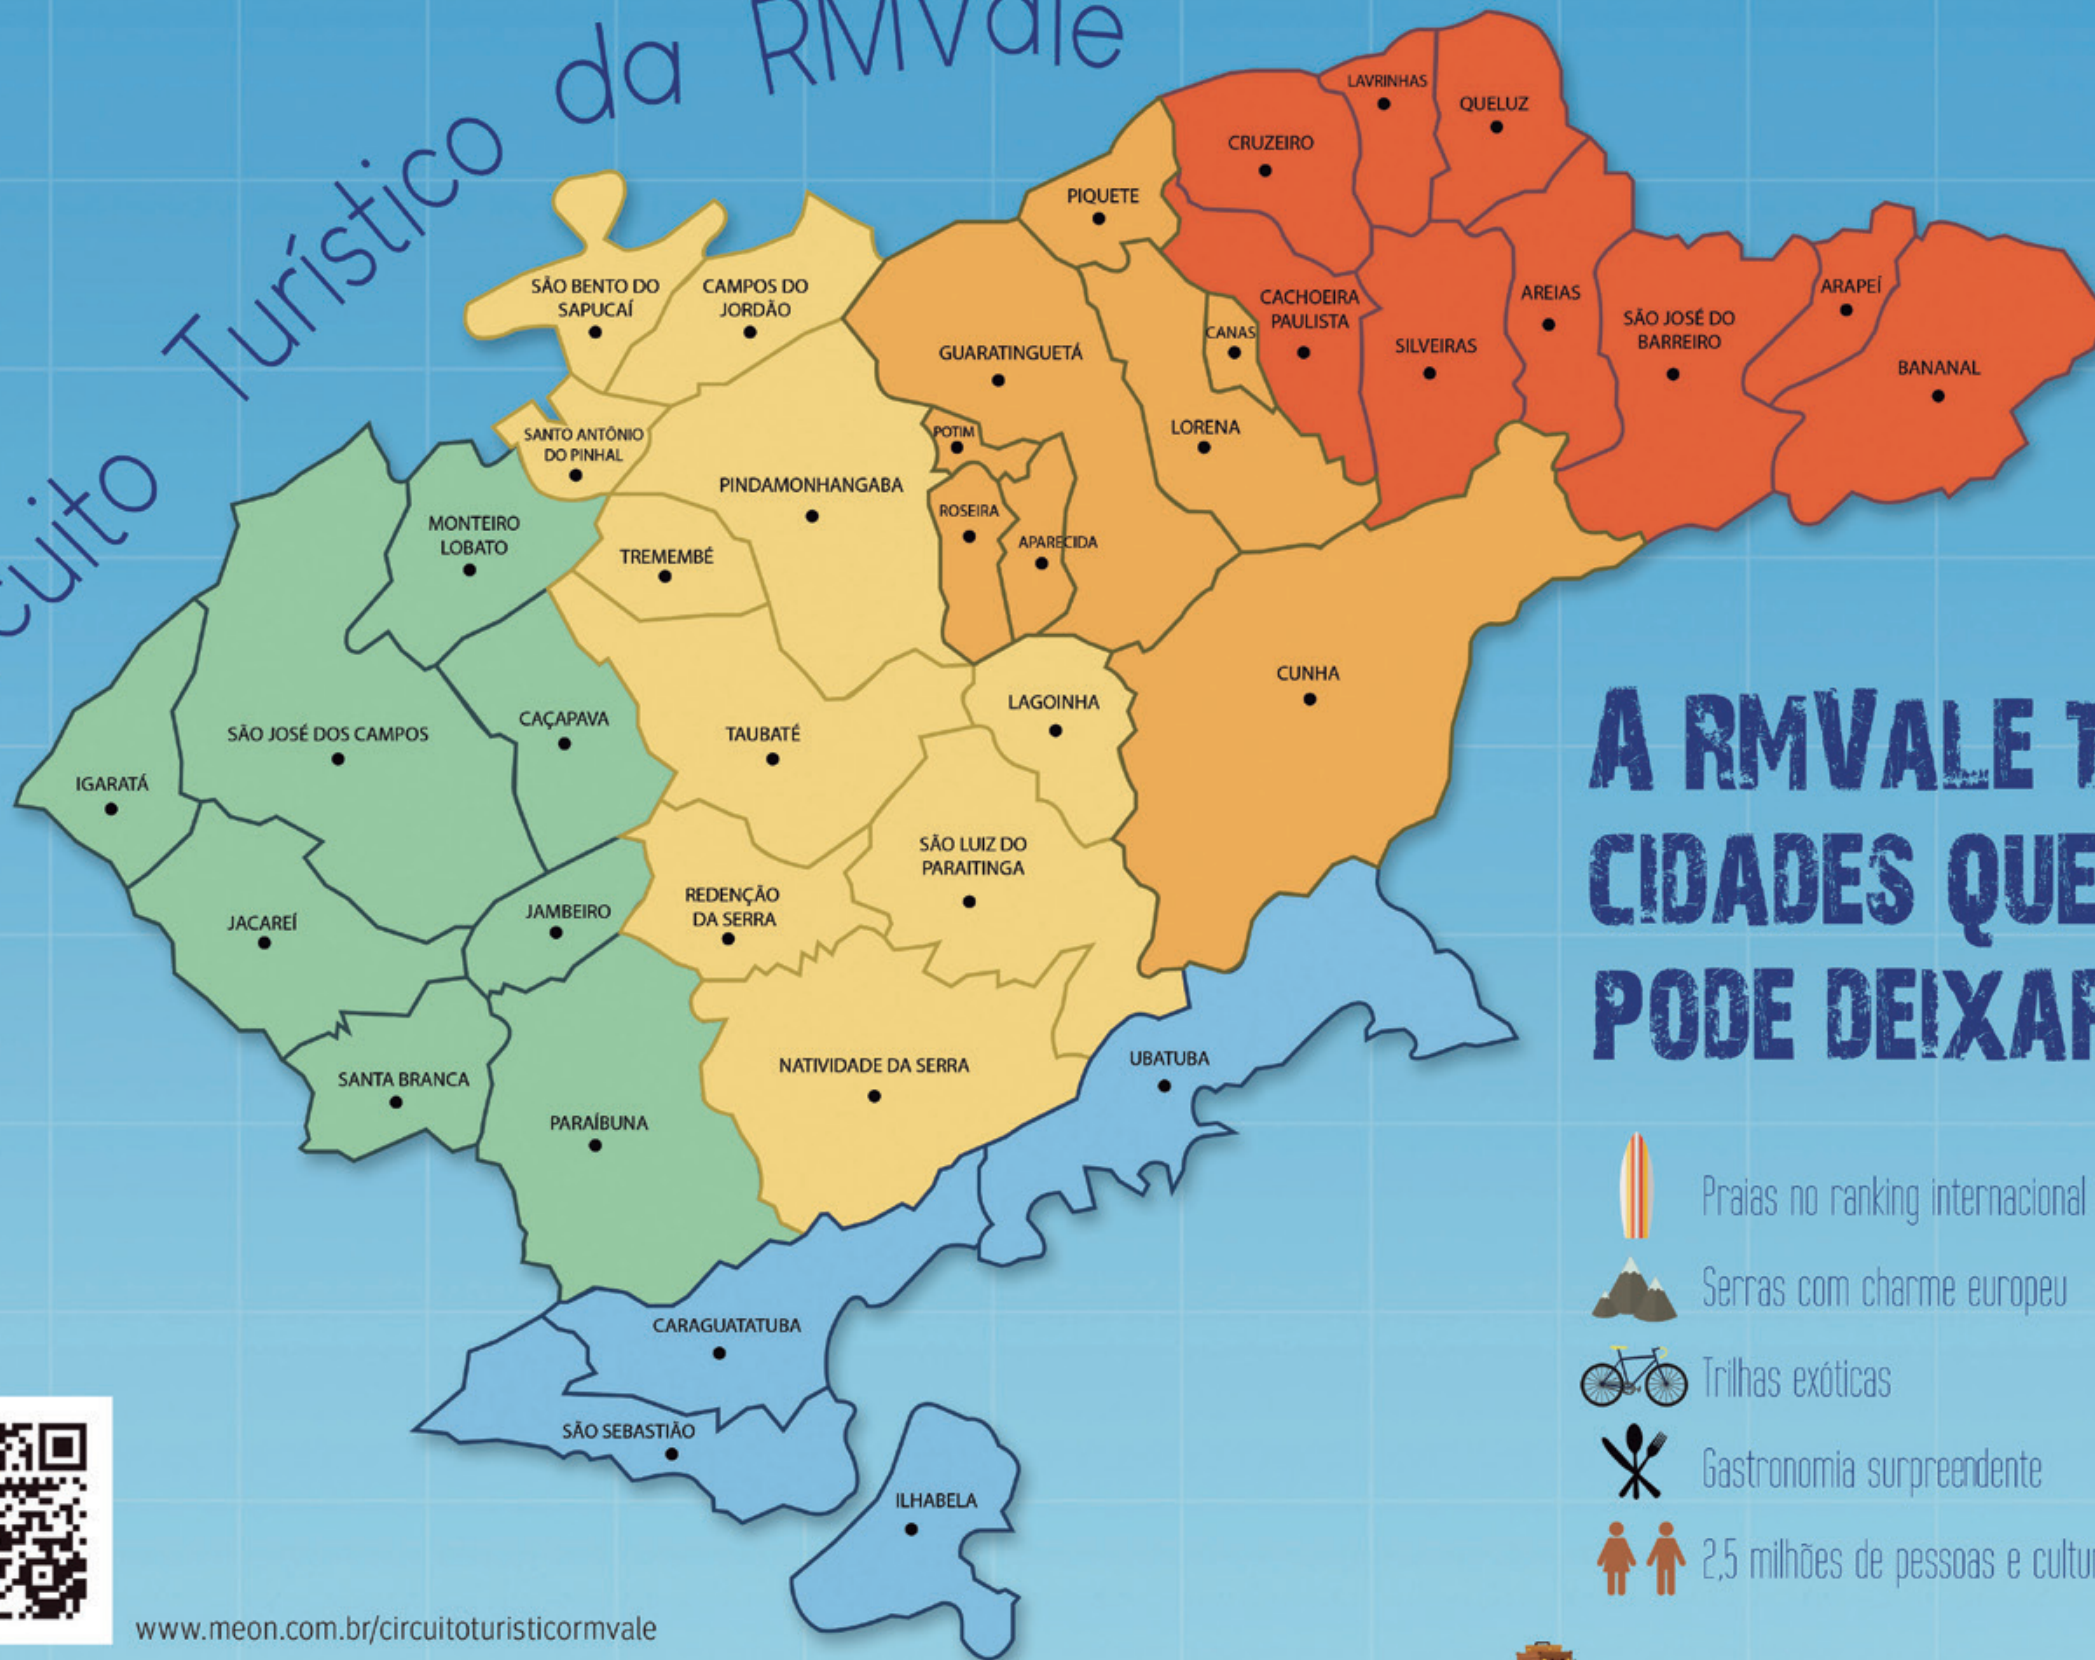 Turístico da RMVale
LAVRINHAS
QUELUZ
CRUZEIRO
PIQUETE
SÃO BENTO DO
SAPUCAÍ
CAMPOS DO
JORDÃO
GUARATINGUETÁ
CANAS
CACHOEIRA
PAULISTA
SILVEIRAS
AREIAS
SÃO JOSÉ DO
BARREIRO
ARAPEÍ
BANANAL
SANTO ANTÔNIO
DO PINHAL
POTIM
LORENA
PINDAMONHANGABA
ROSEIRA
APARECIDA
MONTEIRO
LOBATO
TREMEMBÉ
CUNHA
LAGOINHA
CAÇAPAVA
TAUBATÉ
SÃO JOSÉ DOS CAMPOS
IGARATÁ
SÃO LUIZ DO
PARAITINGA
REDENÇÃO
DA SERRA
JAMBEIRO
JACAREÍ
NATIVIDADE DA SERRA
UBATUBA
SANTA BRANCA
PARAÍBUNA
CARAGUATATUBA
SÃO SEBASTIÃO
ILHABELA
A RMVALE
CIDADES QUE
PODE DEIXAR
Praias no ranking internacional
Serras com charme europeu
Trilhas exóticas
Gastronomia surpreendente
2,5 milhões de pessoas e
www.meon.com.br/circuitoturisticormvale